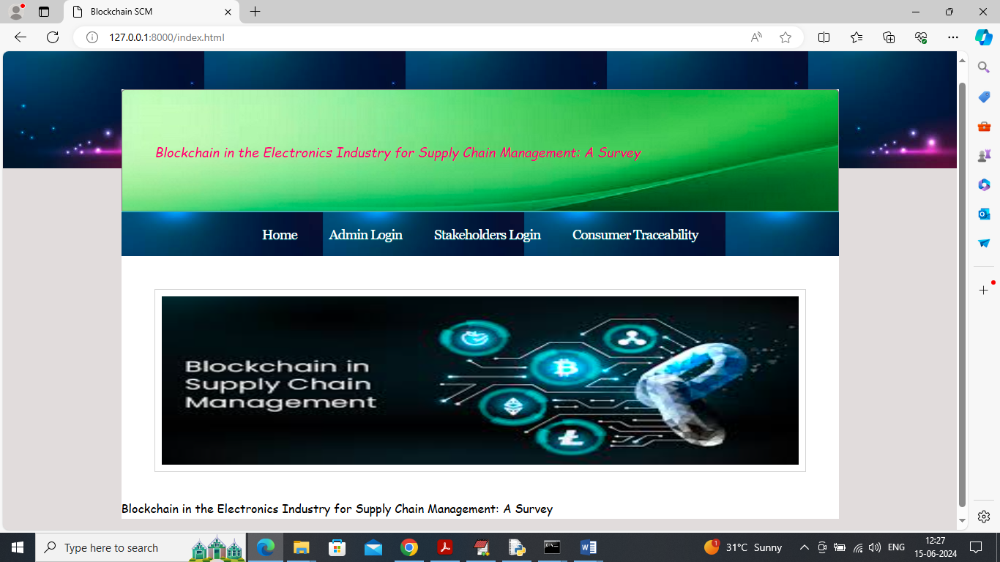 Blockchain SCM
127.0.0.1:8000/index.html
Blockchain in the Electronics Industry for Supply Chain Management: A Survey
Home Admin Login Stakeholders Login Consumer Traceability
Blockchain in
Supply Chain
Management
Blockchain in the Electronics Industry for Supply Chain Management: A Survey
Type here to search
1
31°C Sunny
ENG
12:27
15-06-2024